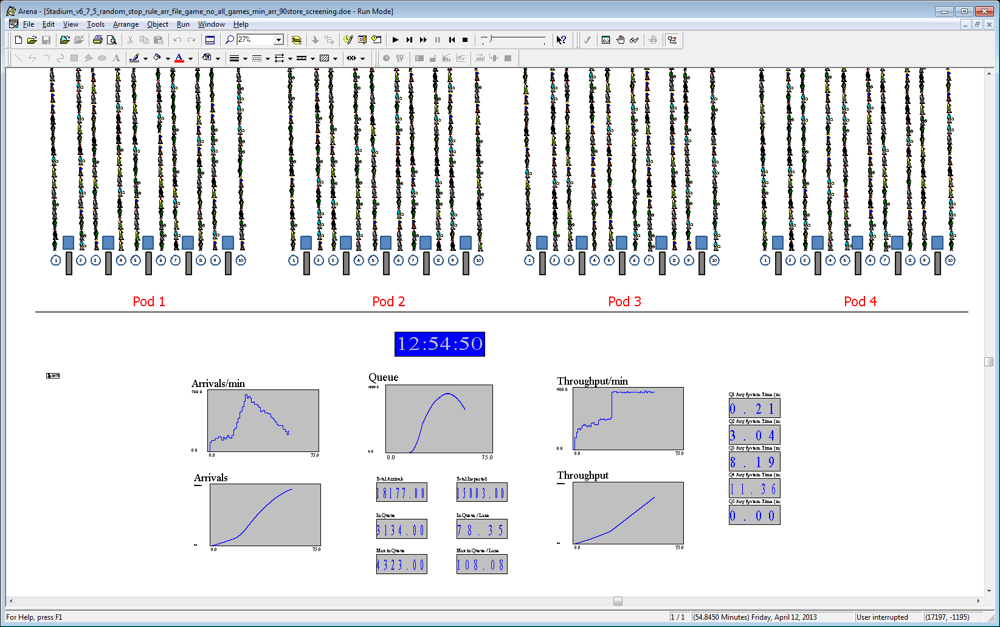 Arena - [Stadium_v6_7_5_random_stop_rule_arr_file_game_no_all_games_min_arr_90store_screening.doe - Run Mode]
File Edit View Tools Arrange Object Run Window Help
27%
1 2 3 4 5 6 7 8 9 10 1 2 3 4 5 6 7 8 9 10 1 2 3 4 5 6 7 8 9 10 1 2 3 4 5 6 7 8 9 10
Pod 1 Pod 2 Pod 3 Pod 4
12:54:50
Arrivals/min
700.0
0.0
0.0 75.0
Queue
5000.0
0.0
0.0 75.0
Throughput/min
400.0
0.0
0.0 75.0
Q1 Avg System Time (m
0.21
Q2 Avg System Time (m
3.04
Q3 Avg System Time (m
8.19
Q4 Avg System Time (m
11.36
Q5 Avg System Time (m
0.00
Arrivals
0.0 75.0
Total Arrivals
18177.00
Total Inspected
15003.00
In Queue
3134.00
In Queue / Lane
78.35
Max in Queue
4323.00
Max in Queue / Lane
108.08
Throughput
0.0 75.0
For Help, press F1
1 / 1
(54.8450 Minutes) Friday, April 12, 2013
User interrupted
(17197, -1195)